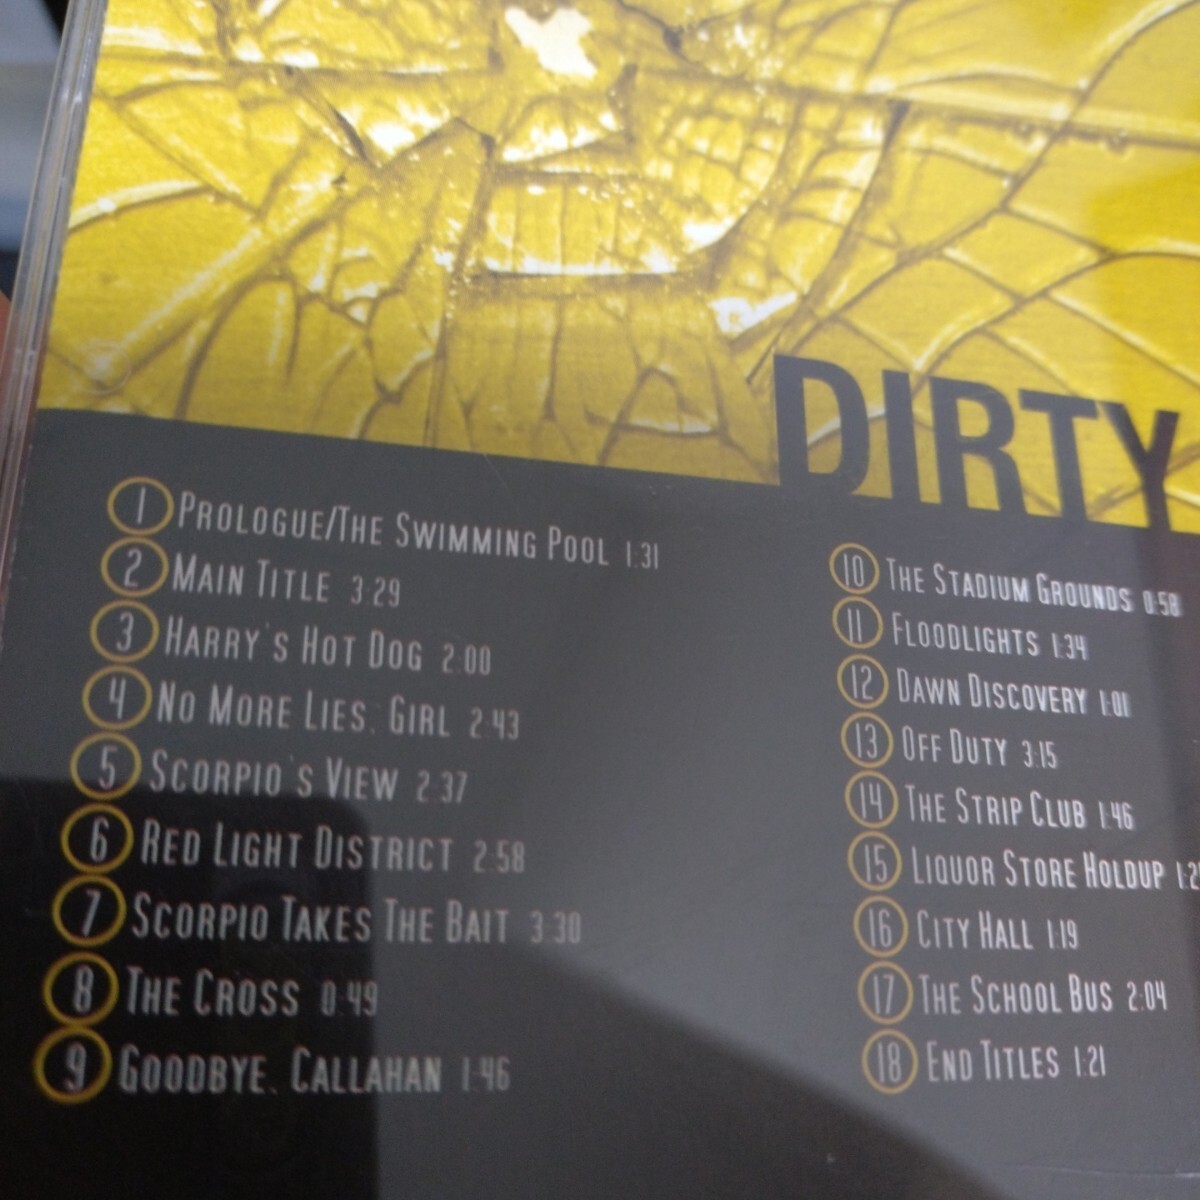 DIRTY
1 PROLOGUE/THE SWIMMING POOL 1:31
2 MAIN TITLE 3:29
3 HARRY'S HOT DOG 2:00
4 NO MORE LIES, GIRL 2:43
5 SCORPIO'S VIEW 2:37
6 RED LIGHT DISTRICT 2:58
7 SCORPIO TAKES THE BAIT 3:30
8 THE CROSS 0:49
9 GOODBYE, CALLAHAN 1:46
10 THE STADIUM GROUNDS 0:58
11 FLOODLIGHTS 1:34
12 DAWN DISCOVERY 1:01
13 OFF DUTY 3:15
14 THE STRIP CLUB 1:46
15 LIQUOR STORE HOLDUP
16 CITY HALL 1:19
17 THE SCHOOL BUS 2:04
18 END TITLES 1:21